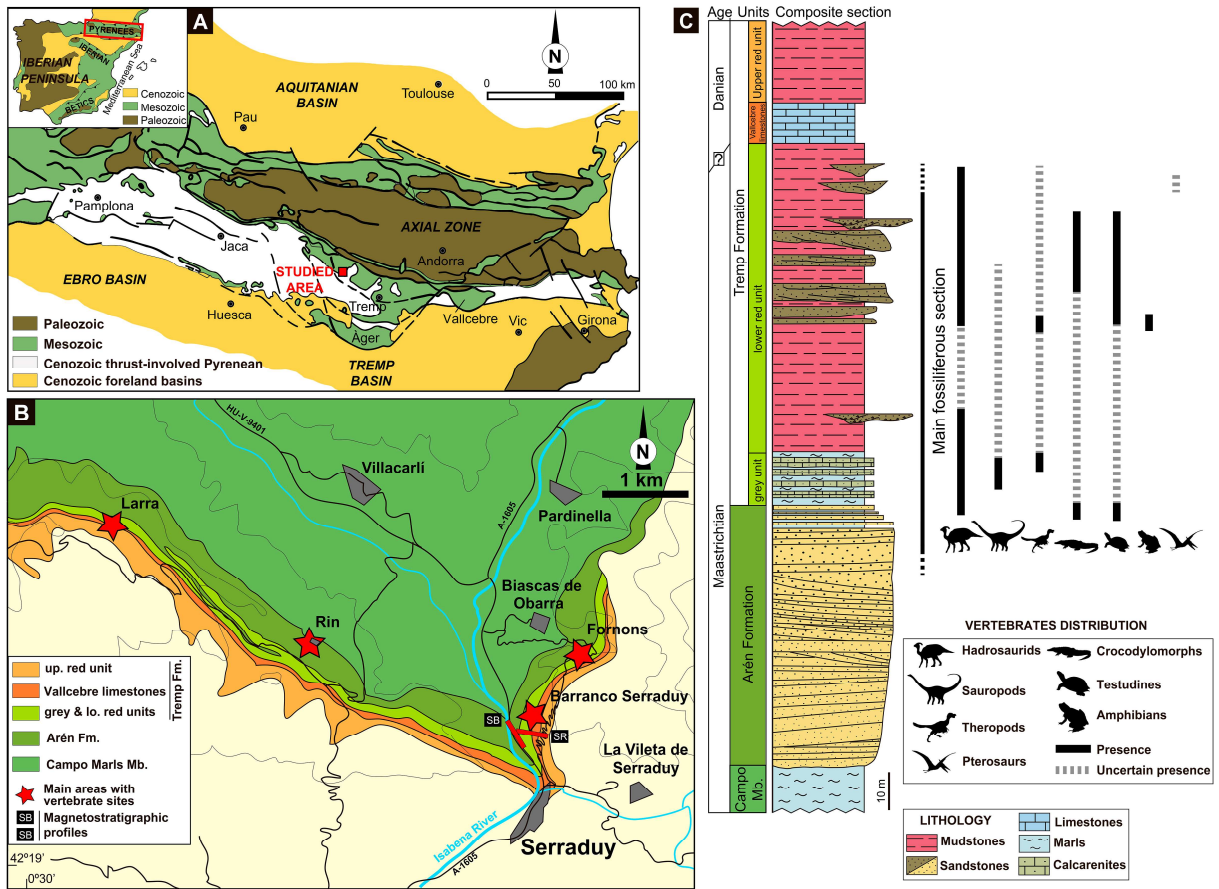 A
PYRENEES
IBERIAN
IBERIAN
PENINSULA
BETICS
Mediterranean Sea
Cenozoic
Mesozoic
Paleozoic
AQUITANIAN
BASIN
Toulouse
N
0 50 100 km
Pau
Pamplona
Jaca
AXIAL ZONE
Andorra
STUDIED
AREA
EBRO BASIN
Huesca
Tremp
Vallcebre
Vic
Girona
Àger
TREMP
BASIN
Paleozoic
Mesozoic
Cenozoic thrust-involved Pyrenean
Cenozoic foreland basins
B
HU-V-9401
Villacarlí
A-1605
Pardinella
N
1 km
Larra
Rin
Biascas de
Obarra
Fornons
Barranco Serraduy
SB
SR
La Vileta de
Serraduy
Isabena River
A-1605
Serraduy
up. red unit
Vallcebre limestones
grey & lo. red units
Tremp Fm.
Arén Fm.
Campo Marls Mb.
Main areas with
vertebrate sites
SB Magnetostratigraphic
SB profiles
42°19'
0°30'
C
Age Units Composite section
Danian
Maastrichtian
?
Tremp Formation
Upper red unit
Vallcebre
limestones
lower red unit
grey unit
Arén Formation
Campo
Mb.
Main fossiliferous section
10 m
VERTEBRATES DISTRIBUTION
Hadrosaurids
Crocodylomorphs
Sauropods
Testudines
Theropods
Amphibians
Pterosaurs
Presence
Uncertain presence
LITHOLOGY
Mudstones
Sandstones
Limestones
Marls
Calcarenites